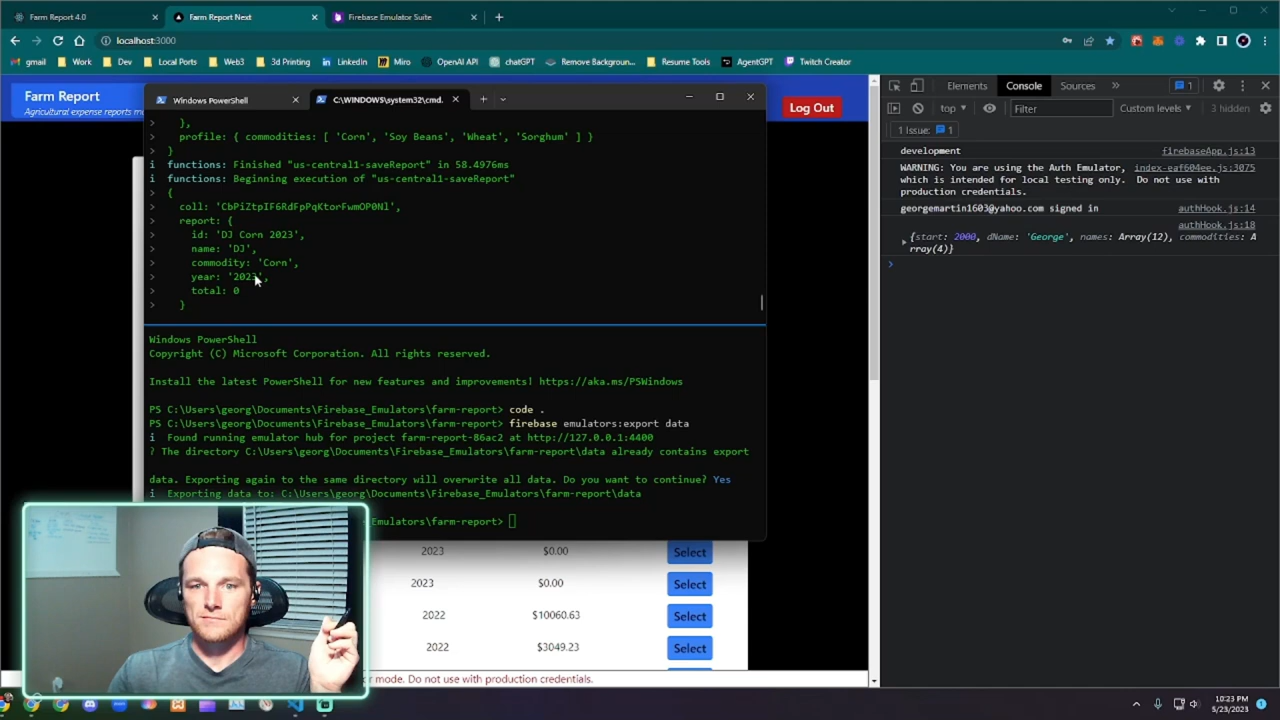 Farm Report 4.0
Farm Report Next
Firebase Emulator Suite
localhost:3000
gmail
Work
Dev
Local Ports
Web3
3d Printing
LinkedIn
Miro
OpenAI API
chatGPT
Remove Backgroun...
Resume Tools
AgentGPT
Twitch Creator
Farm Report
Agricultural expense reports m
Log Out
Windows PowerShell
C:\WINDOWS\system32\cmd.
> },
> profile: { commodities: [ 'Corn', 'Soy Beans', 'Wheat', 'Sorghum' ] }
> }
i functions: Finished "us-central1-saveReport" in 58.4976ms
i functions: Beginning execution of "us-central1-saveReport"
> {
> coll: 'CbPiZtpIF6RdFpPqKtorFwmOP0Nl',
> report: {
> id: 'DJ Corn 2023',
> name: 'DJ',
> commodity: 'Corn',
> year: '2023',
> total: 0
> }
Windows PowerShell
Copyright (C) Microsoft Corporation. All rights reserved.
Install the latest PowerShell for new features and improvements! https://aka.ms/PSWindows
PS C:\Users\georg\Documents\Firebase_Emulators\farm-report> code .
PS C:\Users\georg\Documents\Firebase_Emulators\farm-report> firebase emulators:export data
i Found running emulator hub for project farm-report-86ac2 at http://127.0.0.1:4400
? The directory C:\Users\georg\Documents\Firebase_Emulators\farm-report\data already contains export
data. Exporting again to the same directory will overwrite all data. Do you want to continue? Yes
i Exporting data to: C:\Users\georg\Documents\Firebase_Emulators\farm-report\data
_Emulators\farm-report>
2023 $0.00 Select
2023 $0.00 Select
2022 $10060.63 Select
2022 $3049.23 Select
r mode. Do not use with production credentials.
Elements
Console
Sources
»
1
top
Filter
Custom levels
3 hidden
1 Issue: 1
development firebaseApp.js:13
WARNING: You are using the Auth Emulator, index-eaf604ee.js:3075
which is intended for local testing only. Do not use with
production credentials.
georgemartin1603@yahoo.com signed in authHook.js:14
authHook.js:18
{start: 2000, dName: 'George', names: Array(12), commodities: A
rray(4)}
10:23 PM
5/23/2023
1